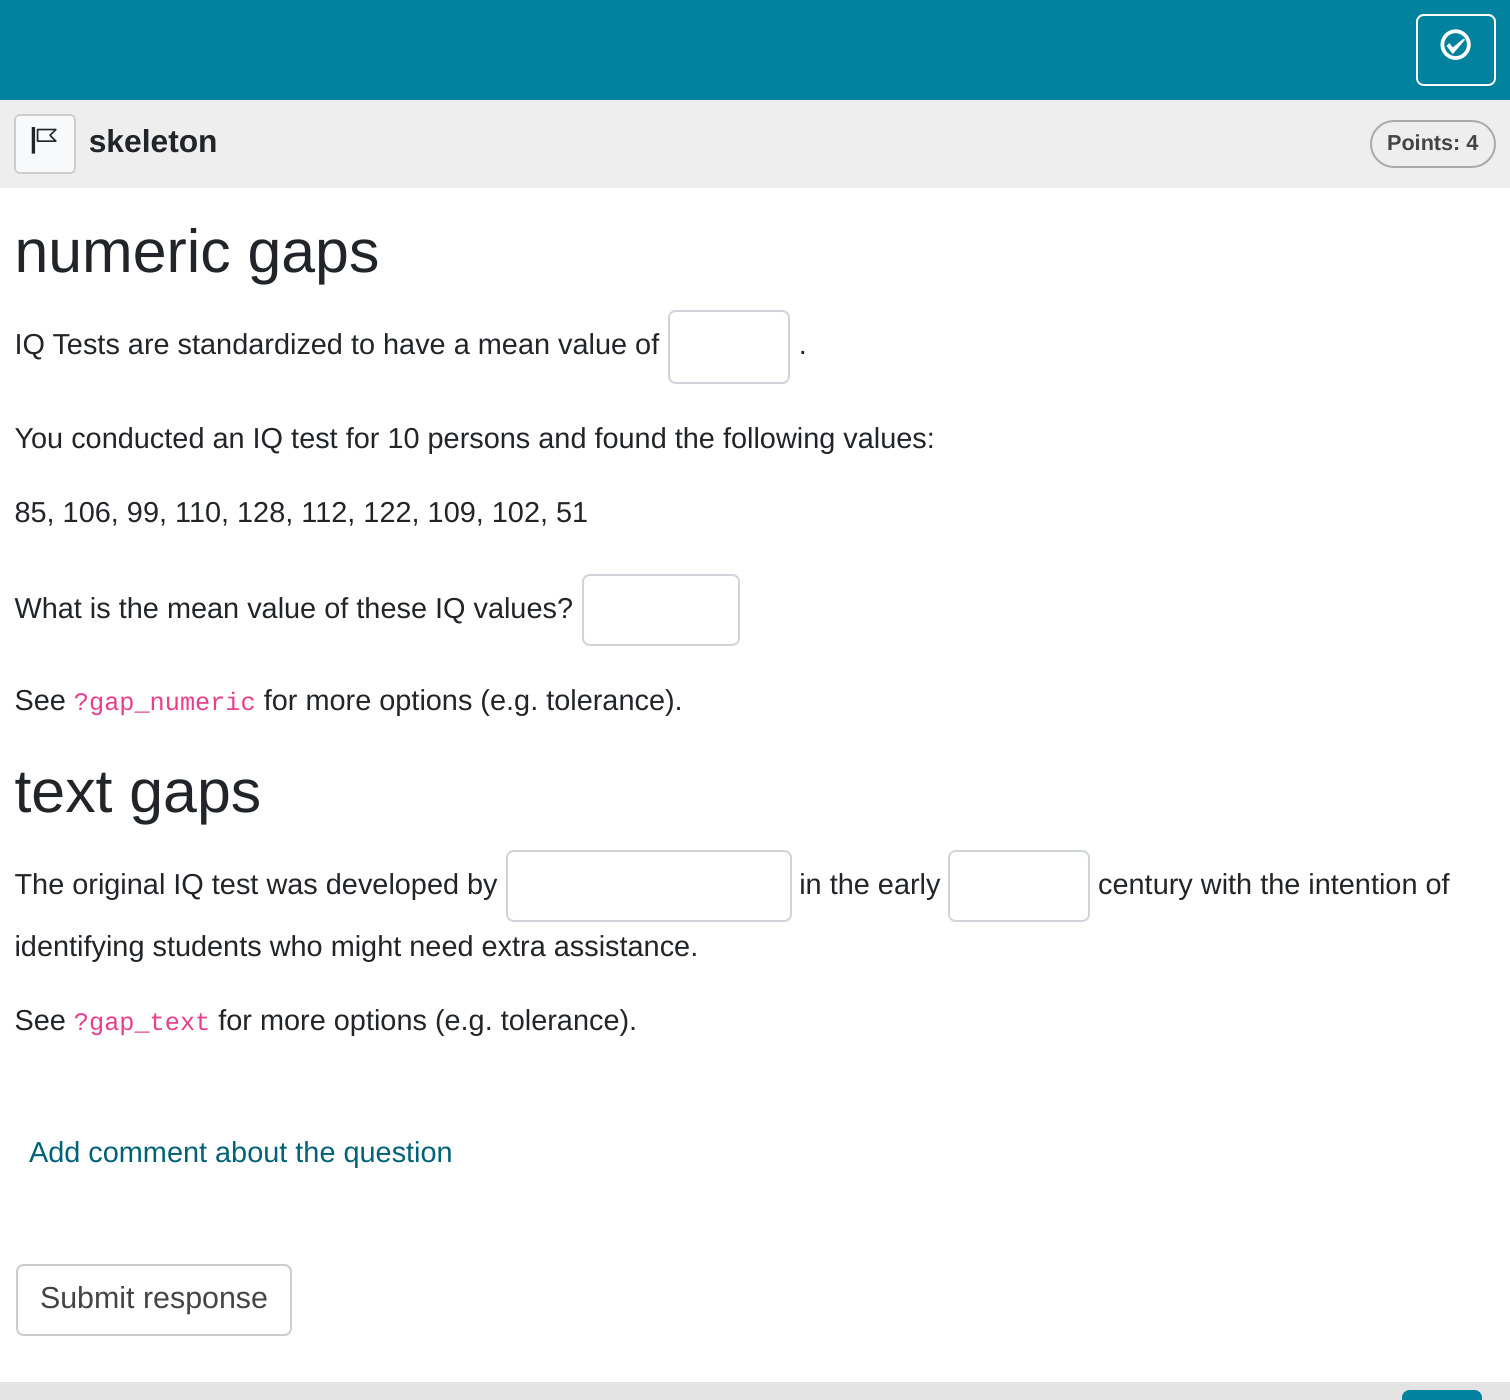 skeleton
Points: 4
numeric gaps
IQ Tests are standardized to have a mean value of .
You conducted an IQ test for 10 persons and found the following values:
85, 106, 99, 110, 128, 112, 122, 109, 102, 51
What is the mean value of these IQ values?
See ?gap_numeric for more options (e.g. tolerance).
text gaps
The original IQ test was developed by in the early century with the intention of
identifying students who might need extra assistance.
See ?gap_text for more options (e.g. tolerance).
Add comment about the question
Submit response